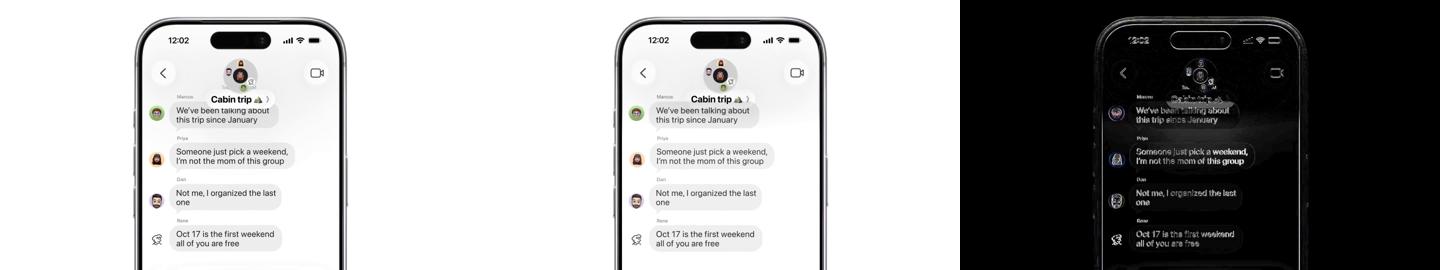 12:02
Cabin trip
Marcus
We've been talking about
this trip since January
Priya
Someone just pick a weekend,
I'm not the mom of this group
Dan
Not me, I organized the last
one
Rene
Oct 17 is the first weekend
all of you are free
12:02
Cabin trip
Marcus
We've been talking about
this trip since January
Priya
Someone just pick a weekend,
I'm not the mom of this group
Dan
Not me, I organized the last
one
Rene
Oct 17 is the first weekend
all of you are free
12:02
Marcus
We've been talking about
this trip since January
Priya
Someone just pick a weekend,
I'm not the mom of this group
Dan
Not me, I organized the last
one
Rene
Oct 17 is the first weekend
all of you are free